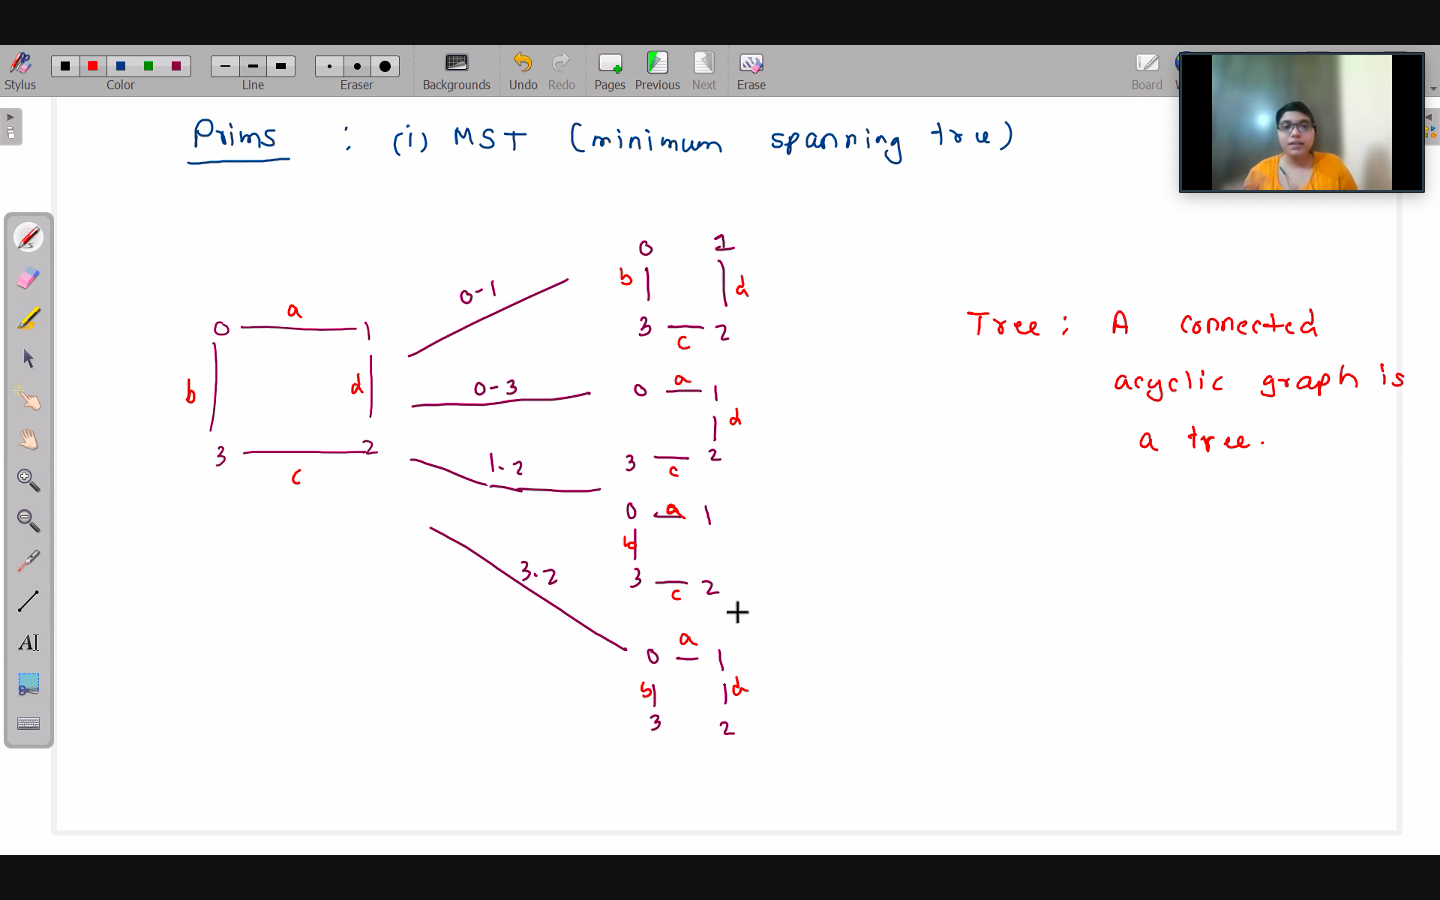 Stylus
Color
Line
Eraser
Backgrounds
Undo
Redo
Pages
Previous
Next
Erase
Board
Prims : (i) MST (minimum spanning tree)
0 a 1
b d
3 c 2
0-1
0 1
b d
3 c 2
0-3
0 a 1
d
3 c 2
1-2
0 a 1
b
3 c 2
3-2
0 a 1
b d
3 2
Tree : A connected
acyclic graph is
a tree.
AI